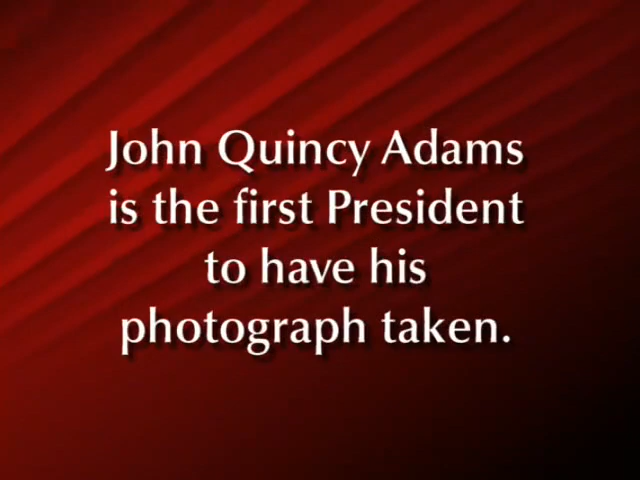 John Quincy Adams
is the first President
to have his
photograph taken.